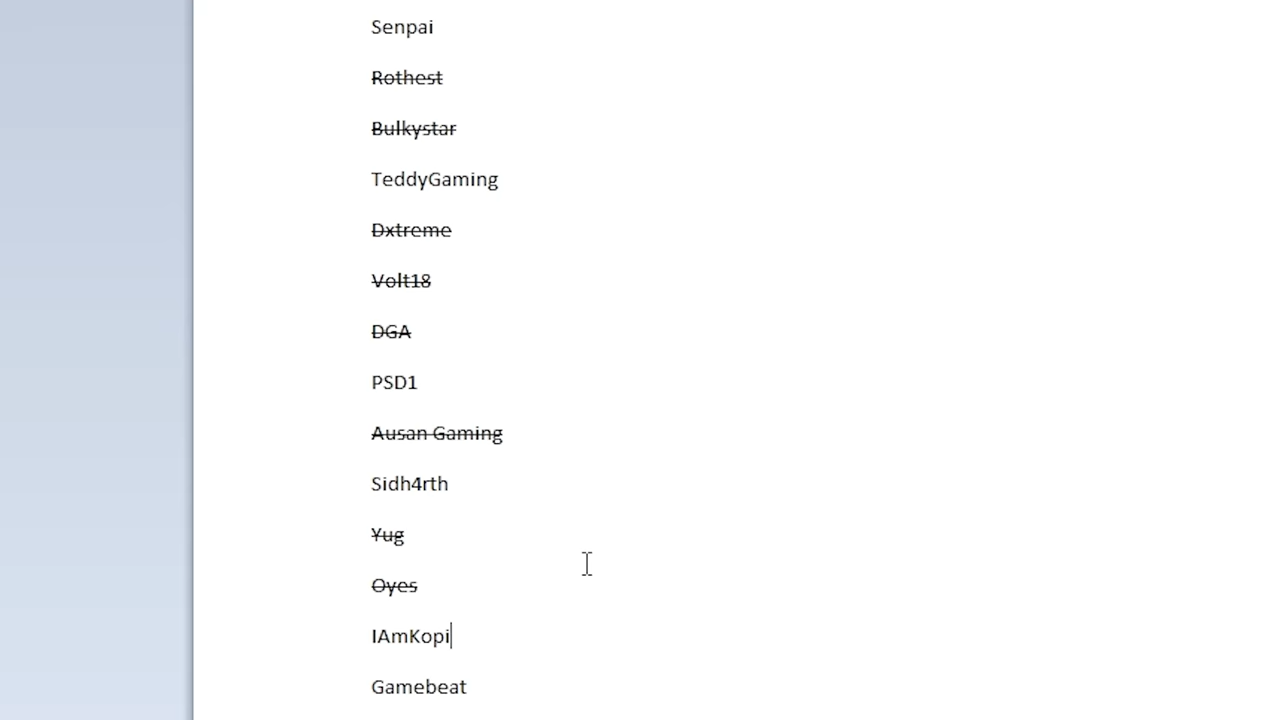 Senpai
Rothest
Bulkystar
TeddyGaming
Dxtreme
Volt18
DGA
PSD1
Ausan Gaming
Sidh4rth
Yug
Oyes
IAmKopi
Gamebeat